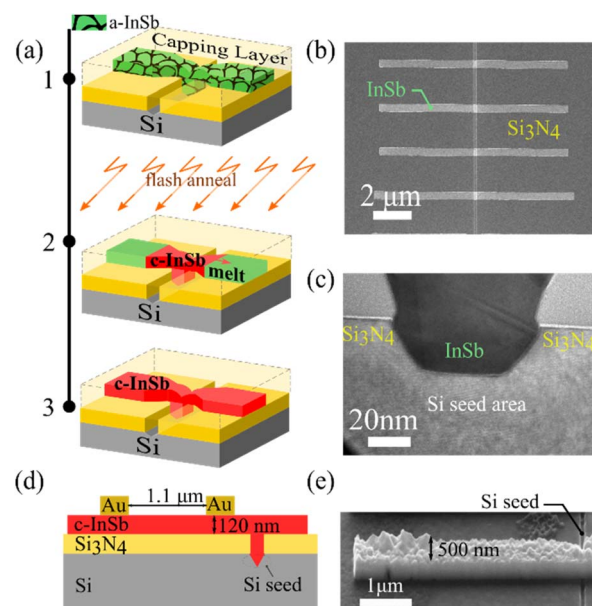 a-InSb
(a)
Capping Layer
1
Si
flash anneal
2
c-InSb
melt
3
c-InSb
Si
(b)
InSb
Si3N4
2 μm
(c)
Si3N4
Si3N4
InSb
Si seed area
20nm
(d)
Au
1.1 μm
Au
c-InSb
120 nm
Si3N4
Si
Si seed
(e)
Si seed
500 nm
1μm